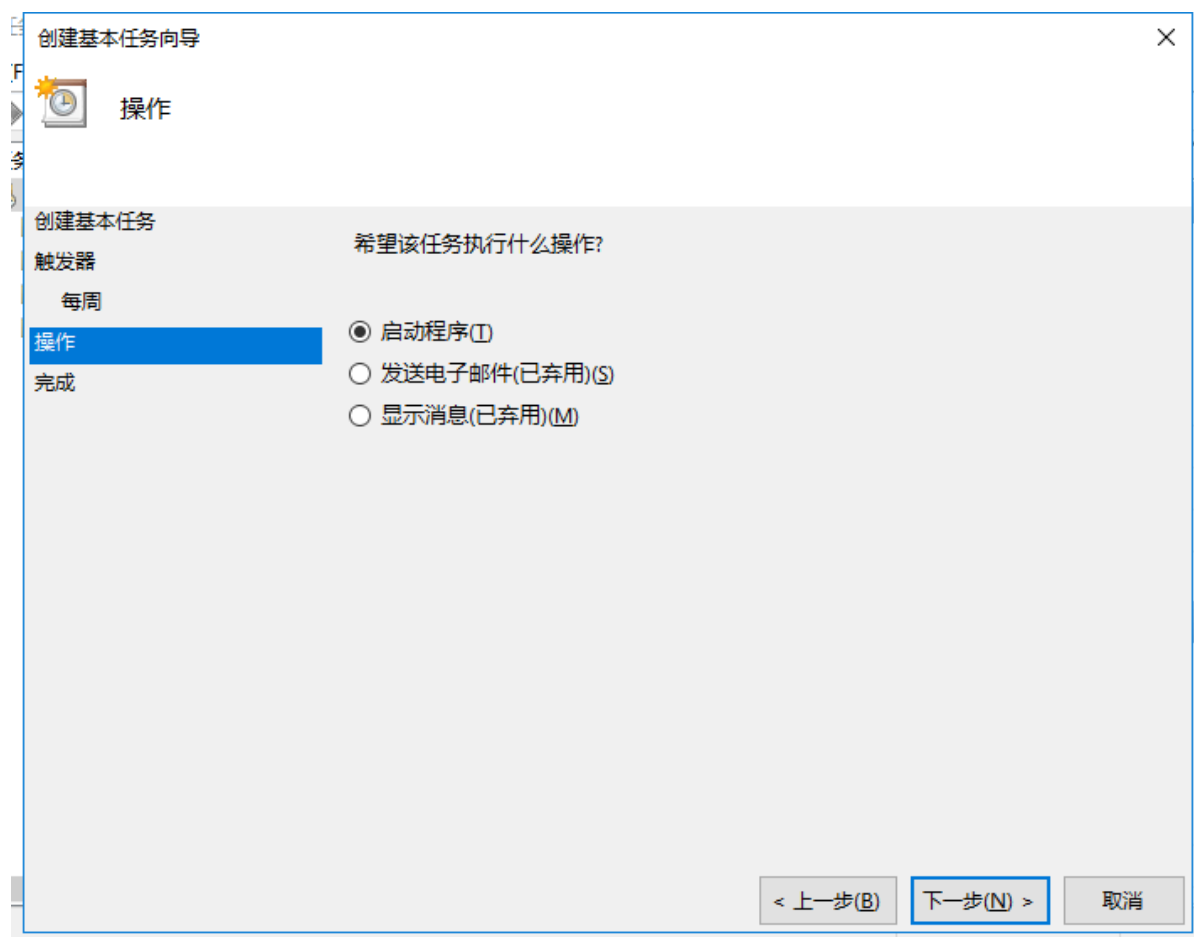 创建基本任务向导
操作
创建基本任务
触发器
每周
操作
完成
希望该任务执行什么操作?
启动程序(T)
发送电子邮件(已弃用)(S)
显示消息(已弃用)(M)
< 上一步(B)
下一步(N) >
取消